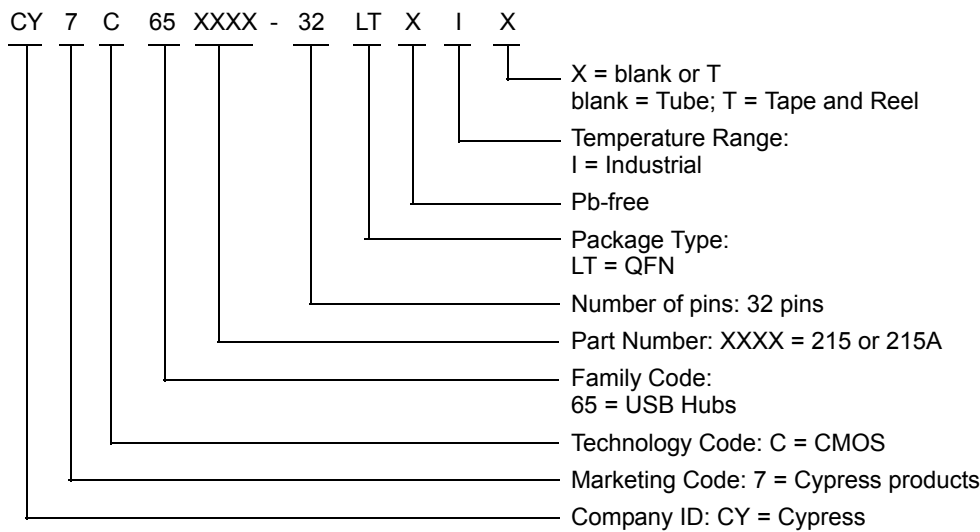 CY 7 C 65 XXXX - 32 LT X I X
X = blank or T
blank = Tube; T = Tape and Reel
Temperature Range:
I = Industrial
Pb-free
Package Type:
LT = QFN
Number of pins: 32 pins
Part Number: XXXX = 215 or 215A
Family Code:
65 = USB Hubs
Technology Code: C = CMOS
Marketing Code: 7 = Cypress products
Company ID: CY = Cypress